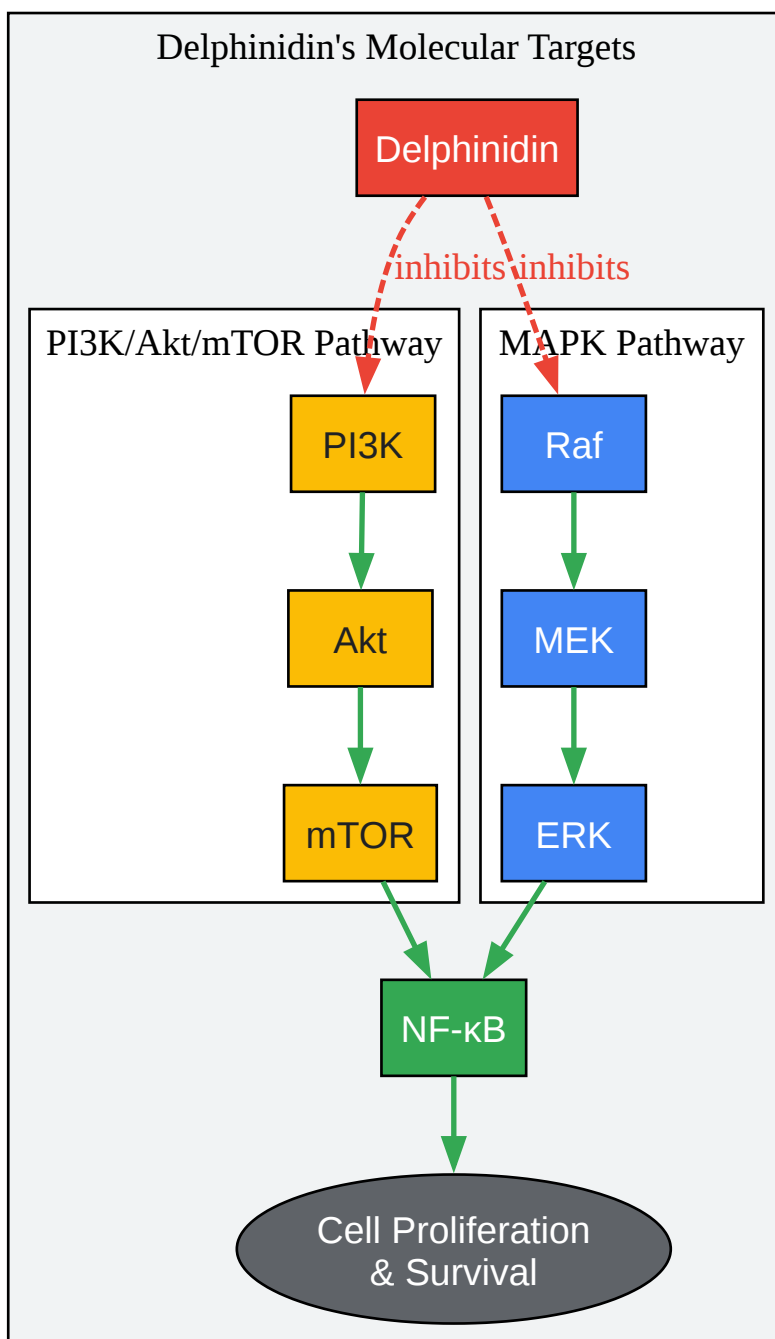 Delphinidin's Molecular Targets
Delphinidin
inhibits inhibits
PI3K/Akt/mTOR Pathway
MAPK Pathway
PI3K
Raf
Akt
MEK
mTOR
ERK
NF-κB
Cell Proliferation
& Survival